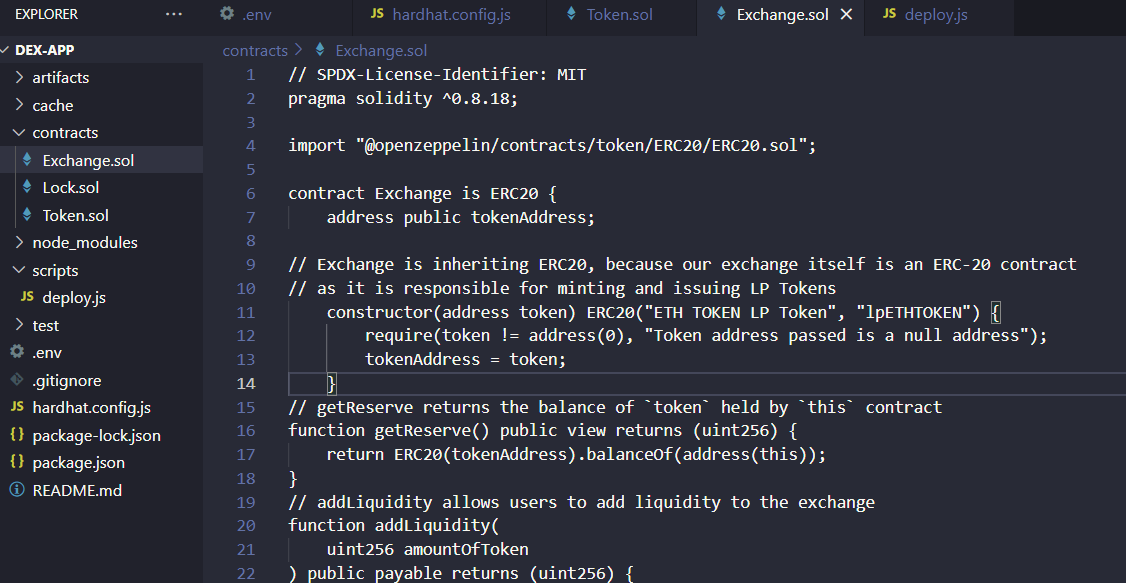 EXPLORER
...
.env
JS hardhat.config.js
Token.sol
Exchange.sol
JS deploy.js
DEX-APP
artifacts
cache
contracts
Exchange.sol
Lock.sol
Token.sol
node_modules
scripts
JS deploy.js
test
.env
.gitignore
JS hardhat.config.js
{} package-lock.json
{} package.json
README.md
contracts > Exchange.sol
1 // SPDX-License-Identifier: MIT
2 pragma solidity ^0.8.18;
3
4 import "@openzeppelin/contracts/token/ERC20/ERC20.sol";
5
6 contract Exchange is ERC20 {
7     address public tokenAddress;
8
9 // Exchange is inheriting ERC20, because our exchange itself is an ERC-20 contract
10 // as it is responsible for minting and issuing LP Tokens
11     constructor(address token) ERC20("ETH TOKEN LP Token", "lpETHTOKEN") {
12         require(token != address(0), "Token address passed is a null address");
13         tokenAddress = token;
14     }
15 // getReserve returns the balance of `token` held by `this` contract
16 function getReserve() public view returns (uint256) {
17     return ERC20(tokenAddress).balanceOf(address(this));
18 }
19 // addLiquidity allows users to add liquidity to the exchange
20 function addLiquidity(
21     uint256 amountOfToken
22 ) public payable returns (uint256) {